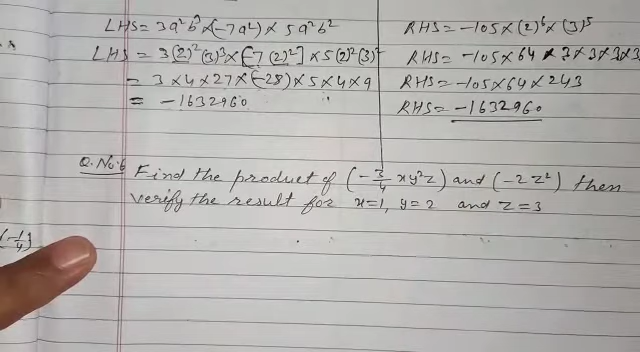 LHS = 3a²b³ × (-7a²) × 5a²b²
LHS = 3(2)²(3)³ × [-7(2)²] × 5(2)²(3)²
= 3 × 4 × 27 × (-28) × 5 × 4 × 9
= -1632960
RHS = -105 × (2)⁶ × (3)⁵
RHS = -105 × 64 × 3 × 3 × 3 × 3
RHS = -105 × 64 × 243
RHS = -1632960
Q.No.6 Find the product of (-3/4 xy²z) and (-2z²) then
verify the result for x=1, y=2 and z=3
(-1/4)